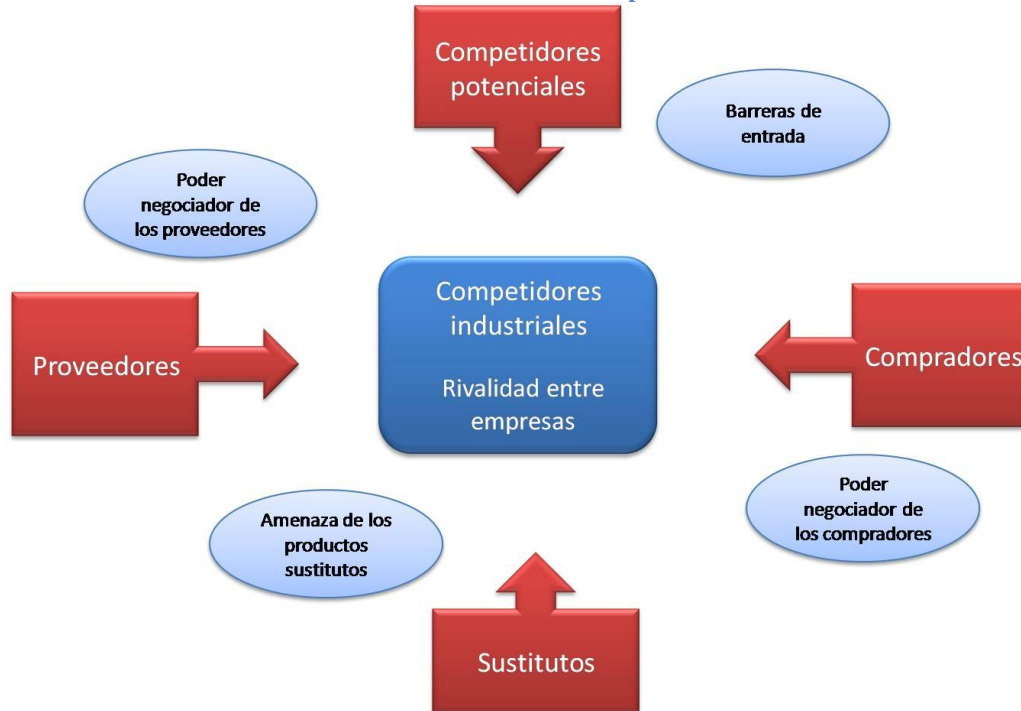 Competidores
potenciales
Barreras de
entrada
Poder
negociador de
los proveedores
Competidores
industriales
Rivalidad entre
empresas
Proveedores
Compradores
Amenaza de los
productos
sustitutos
Poder
negociador de
los compradores
Sustitutos